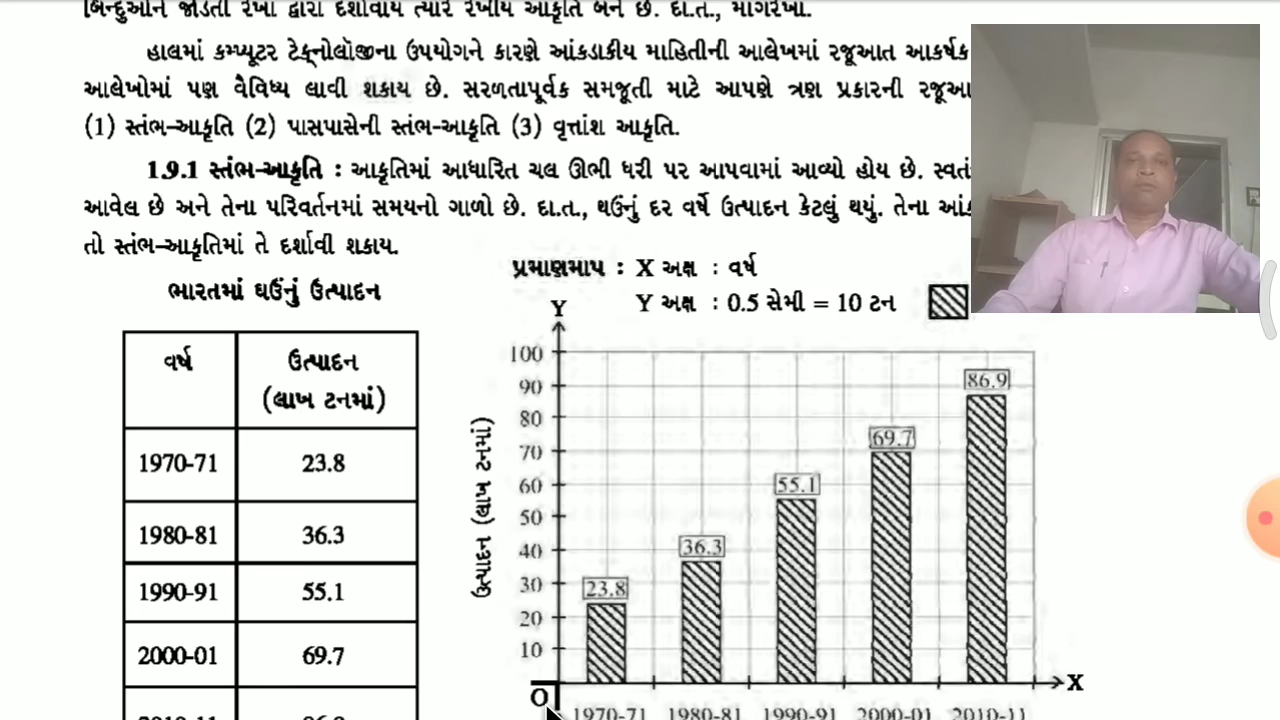 બિન્દુઓને જોડતી રેખા દ્વારા દર્શાવાય ત્યારે રેખીય આકૃતિ બને છે. દા.ત., માંગરેખા.
હાલમાં કમ્પ્યૂટર ટેક્નોલૉજીના ઉપયોગને કારણે આંકડાકીય માહિતીની આલેખમાં રજૂઆત આકર્ષક
આલેખોમાં પણ વૈવિધ્ય લાવી શકાય છે. સરળતાપૂર્વક સમજૂતી માટે આપણે ત્રણ પ્રકારની
(1) સ્તંભ-આકૃતિ (2) પાસપાસેની સ્તંભ-આકૃતિ (3) વૃત્તાંશ આકૃતિ.
1.9.1 સ્તંભ-આકૃતિ : આકૃતિમાં આધારિત ચલ ઊભી ધરી પર આપવામાં આવ્યો હોય છે.
આવેલ છે અને તેના પરિવર્તનમાં સમયનો ગાળો છે. દા.ત., ઘઉંનું દર વર્ષે ઉત્પાદન કેટલું થયું. તેના
તો સ્તંભ-આકૃતિમાં તે દર્શાવી શકાય.
ભારતમાં ઘઉંનું ઉત્પાદન
વર્ષ ઉત્પાદન
(લાખ ટનમાં)
1970-71 23.8
1980-81 36.3
1990-91 55.1
2000-01 69.7
પ્રમાણમાપ : X અક્ષ : વર્ષ
Y અક્ષ : 0.5 સેમી = 10 ટન
Y
ઉત્પાદન (લાખ ટનમાં)
100
90
80
70
60
50
40
30
20
10
O
23.8
36.3
55.1
69.7
86.9
X
1970-71 1980-81 1990-91 2000-01 2010-11